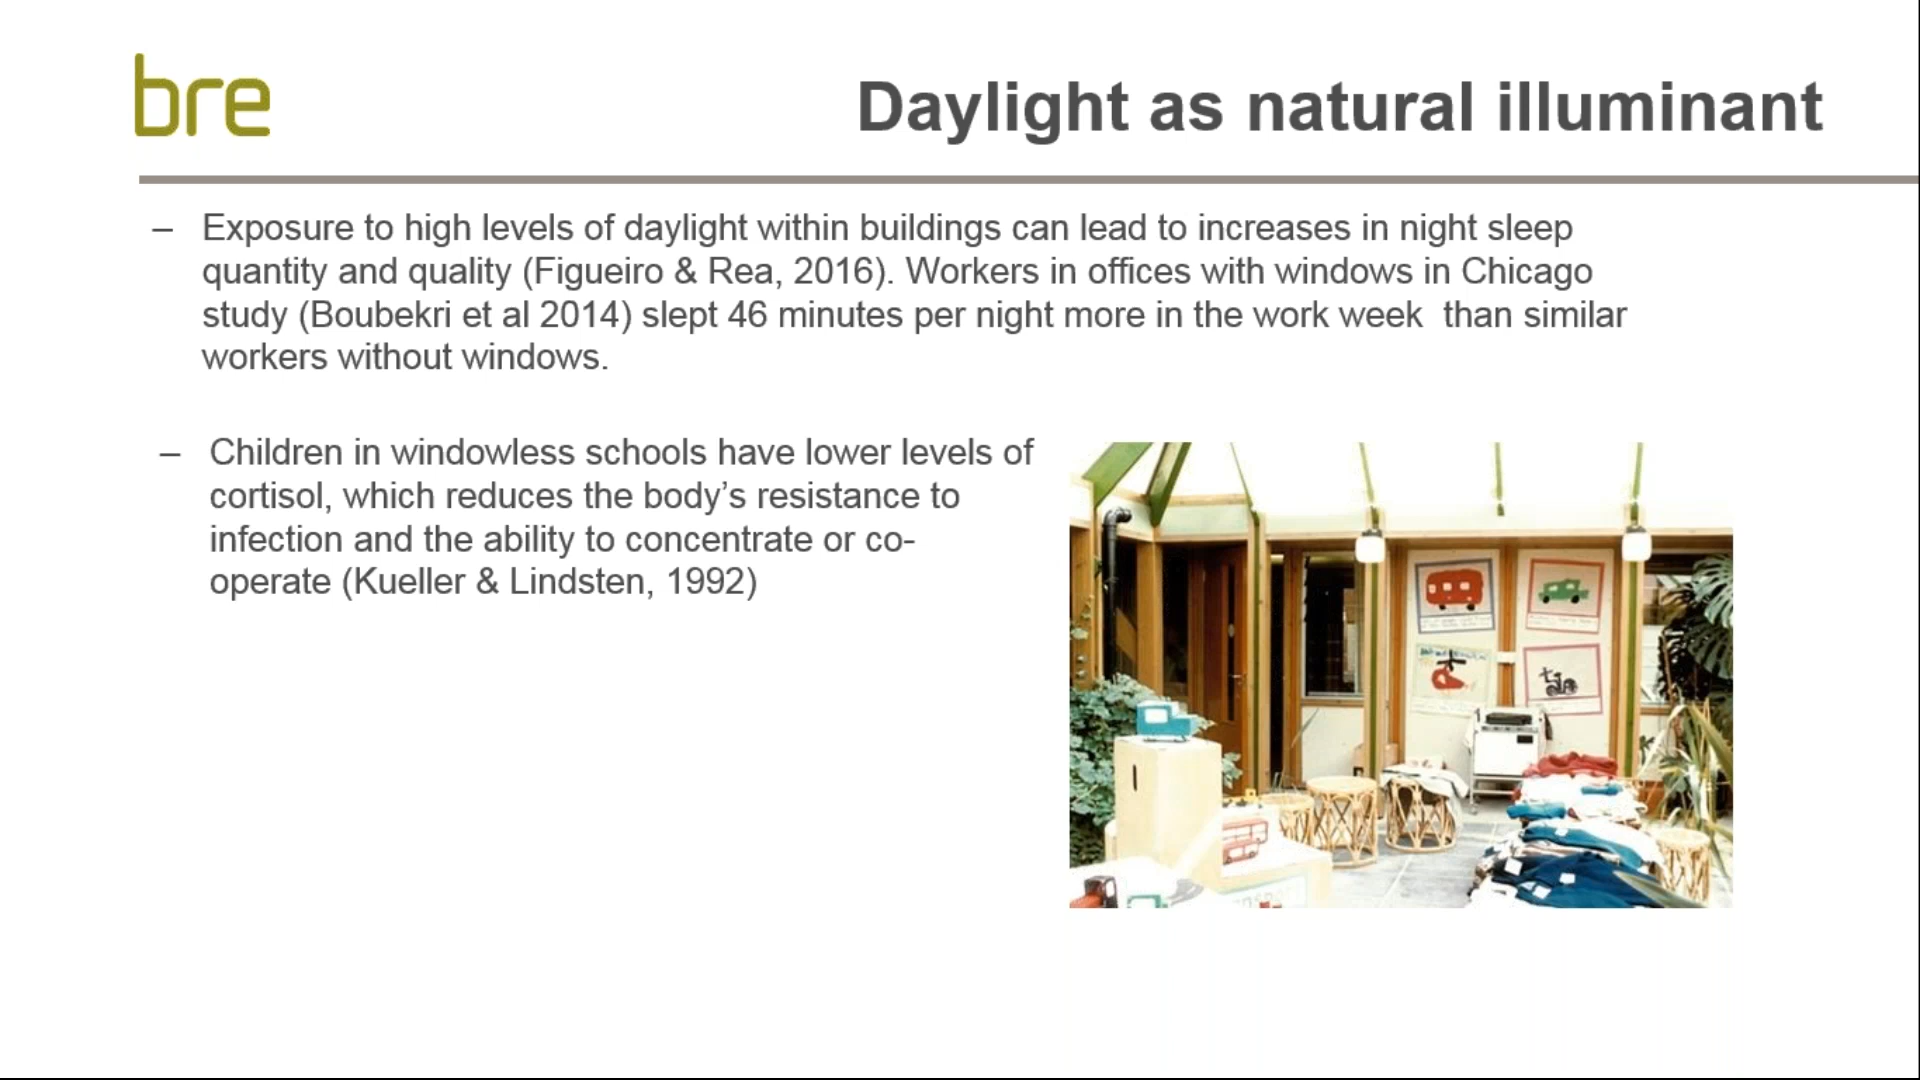 bre
Daylight as natural illuminant
– Exposure to high levels of daylight within buildings can lead to increases in night sleep
quantity and quality (Figueiro & Rea, 2016). Workers in offices with windows in Chicago
study (Boubekri et al 2014) slept 46 minutes per night more in the work week  than similar
workers without windows.
– Children in windowless schools have lower levels of
cortisol, which reduces the body’s resistance to
infection and the ability to concentrate or co-
operate (Kueller & Lindsten, 1992)